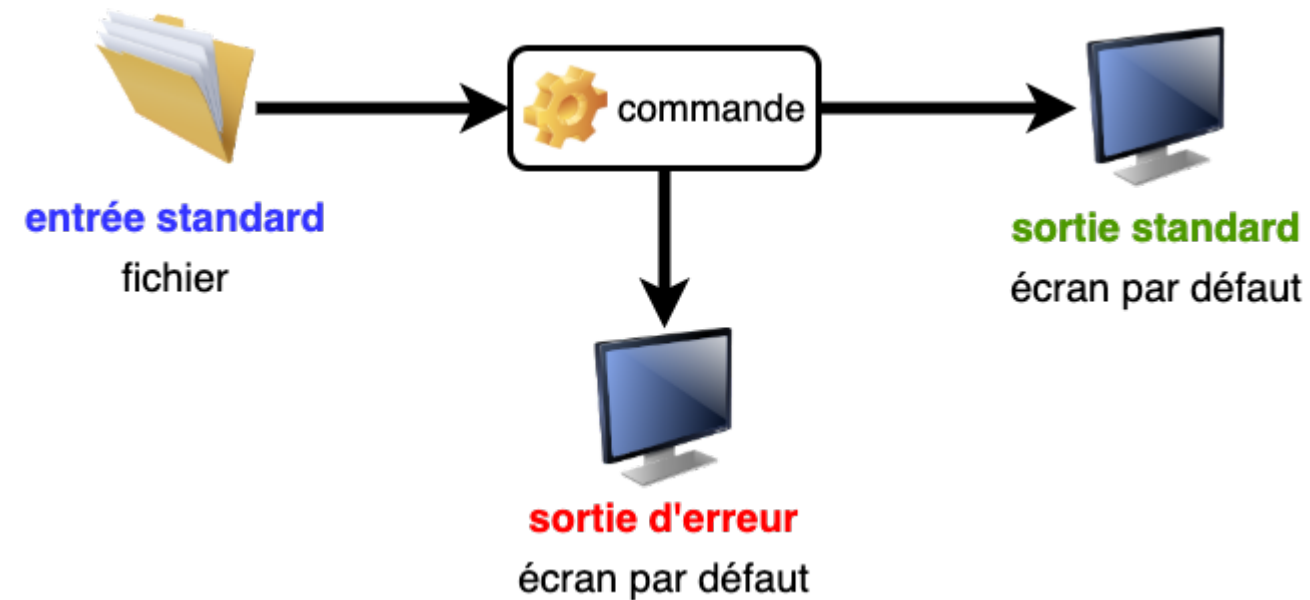 commande
entrée standard
fichier
sortie standard
écran par défaut
sortie d'erreur
écran par défaut